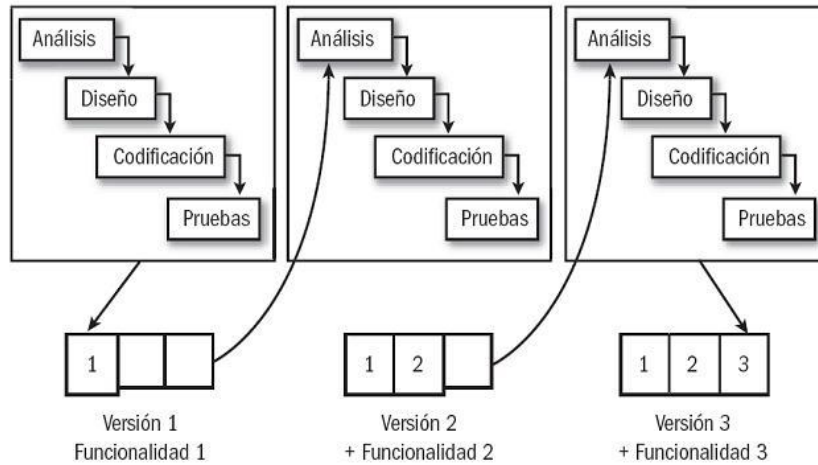 Análisis
Diseño
Codificación
Pruebas
Análisis
Diseño
Codificación
Pruebas
Análisis
Diseño
Codificación
Pruebas
1
Versión 1
Funcionalidad 1
1 2
Versión 2
+ Funcionalidad 2
1 2 3
Versión 3
+ Funcionalidad 3